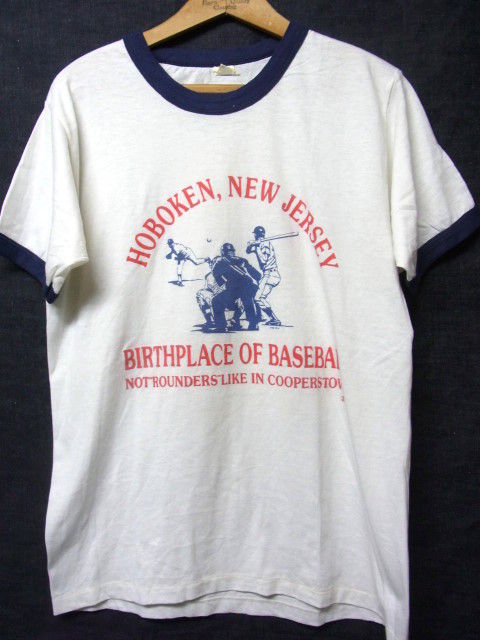 HOBOKEN, NEW JERSEY
BIRTHPLACE OF BASEBAL
NOT "ROUNDERS" LIKE IN COOPERSTOW